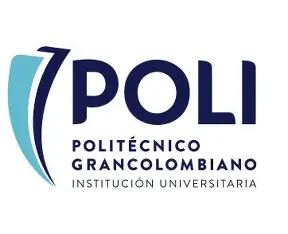 POLI
POLITÉCNICO
GRANCOLOMBIANO
INSTITUCIÓN UNIVERSITARIA